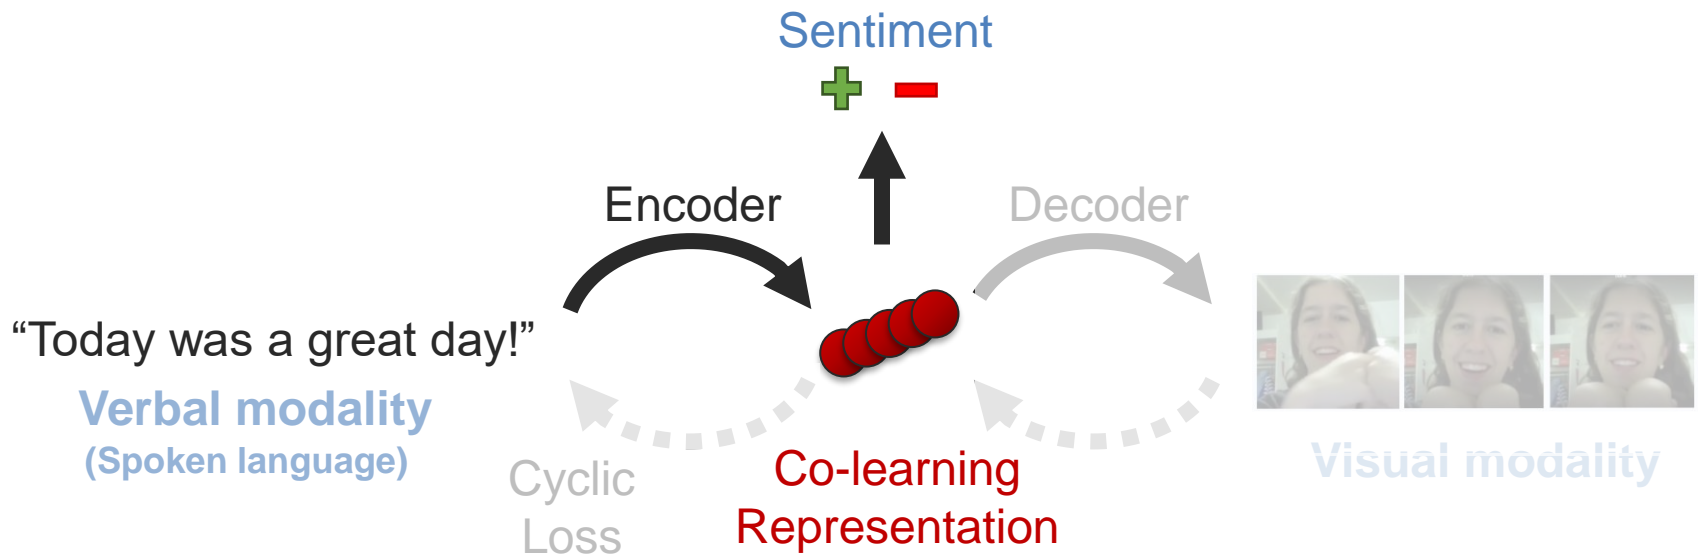 Sentiment
Encoder
Decoder
“Today was a great day!”
Verbal modality
(Spoken language)
Cyclic
Loss
Co-learning
Representation
Visual modality